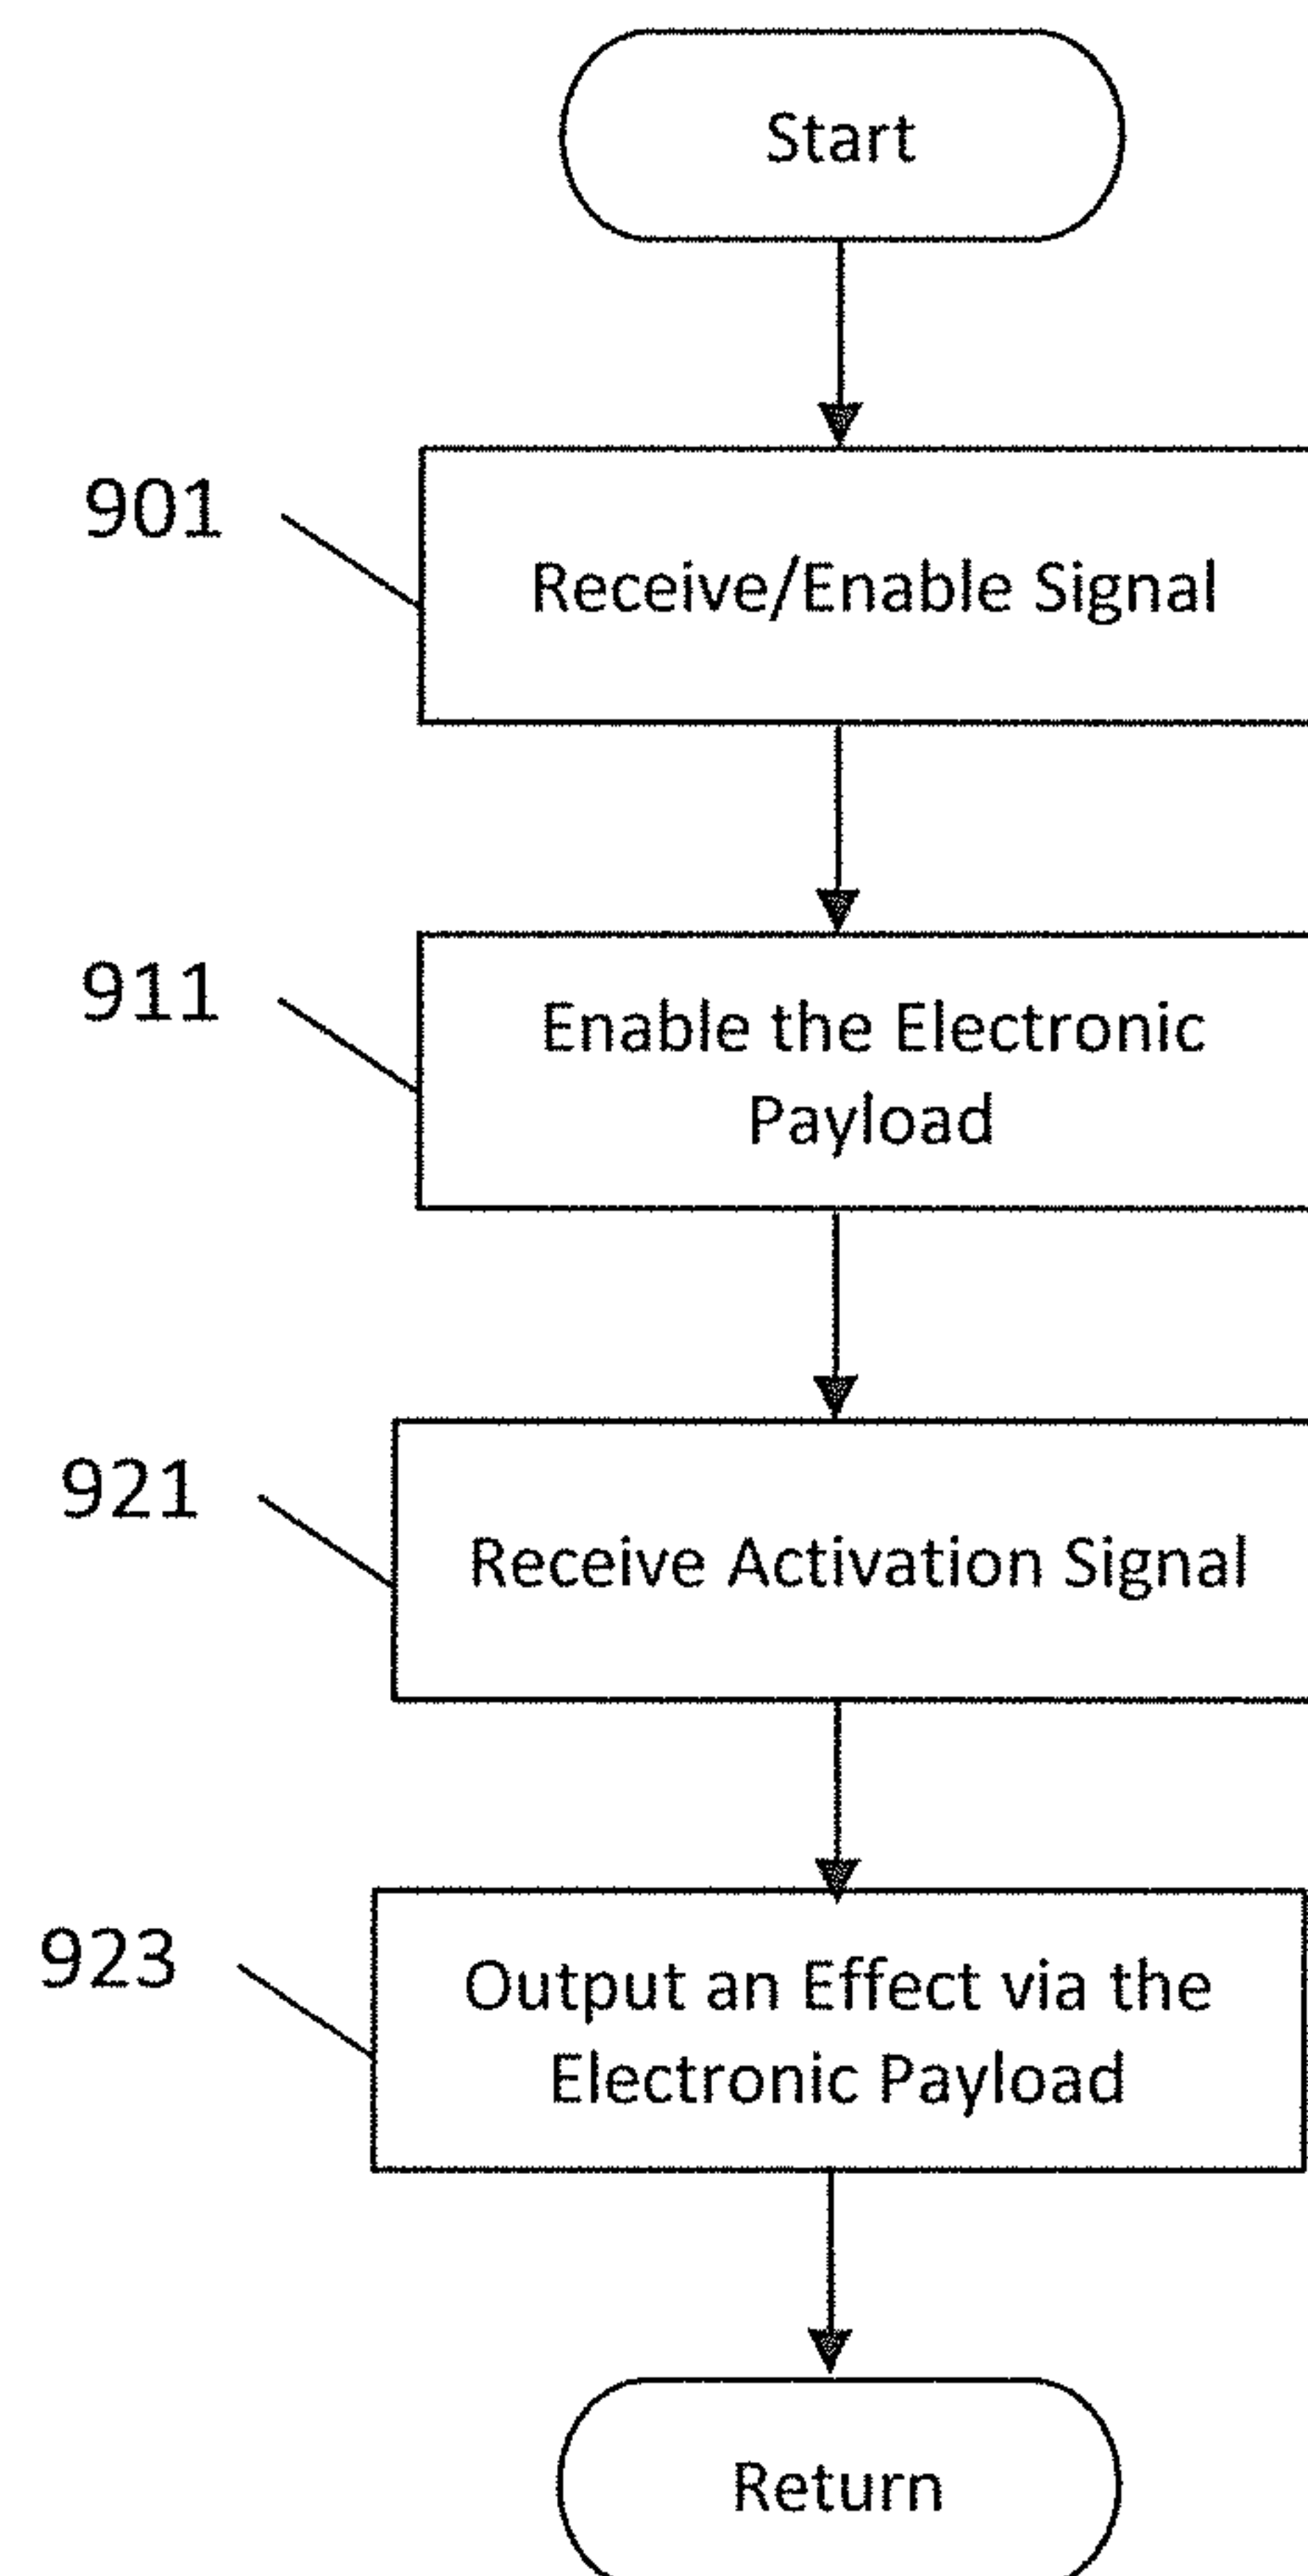 Start
901
Receive/Enable Signal
911
Enable the Electronic
Payload
921
Receive Activation Signal
923
Output an Effect via the
Electronic Payload
Return